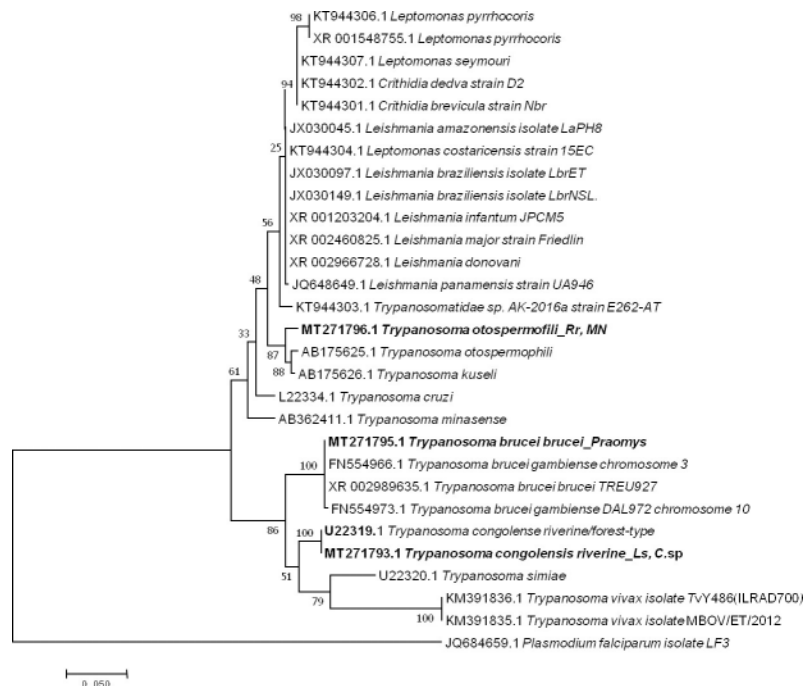 98
KT944306.1 Leptomonas pyrrhocoris
XR 001548755.1 Leptomonas pyrrhocoris
KT944307.1 Leptomonas seymouri
94
KT944302.1 Crithidia dedva strain D2
KT944301.1 Crithidia brevicula strain Nbr
JX030045.1 Leishmania amazonensis isolate LaPH8
25
KT944304.1 Leptomonas costaricensis strain 15EC
JX030097.1 Leishmania braziliensis isolate LbrET
JX030149.1 Leishmania braziliensis isolate LbrNSL.
56
XR 001203204.1 Leishmania infantum JPCM5
XR 002460825.1 Leishmania major strain Friedlin
XR 002966728.1 Leishmania donovani
48
JQ648649.1 Leishmania panamensis strain UA946
KT944303.1 Trypanosomatidae sp. AK-2016a strain E262-AT
33
MT271796.1 Trypanosoma otospermofili_Rr, MN
87
AB175625.1 Trypanosoma otospermophili
88
AB175626.1 Trypanosoma kuseli
61
L22334.1 Trypanosoma cruzi
AB362411.1 Trypanosoma minasense
MT271795.1 Trypanosoma brucei brucei_Praomys
100
FN554966.1 Trypanosoma brucei gambiense chromosome 3
XR 002989635.1 Trypanosoma brucei brucei TREU927
FN554973.1 Trypanosoma brucei gambiense DAL972 chromosome 10
86
100
U22319.1 Trypanosoma congolense riverine/forest-type
MT271793.1 Trypanosoma congolensis riverine_Ls, C.sp
51
U22320.1 Trypanosoma simiae
79
KM391836.1 Trypanosoma vivax isolate TvY486(ILRAD700)
100
KM391835.1 Trypanosoma vivax isolate MBOV/ET/2012
JQ684659.1 Plasmodium falciparum isolate LF3
0.050